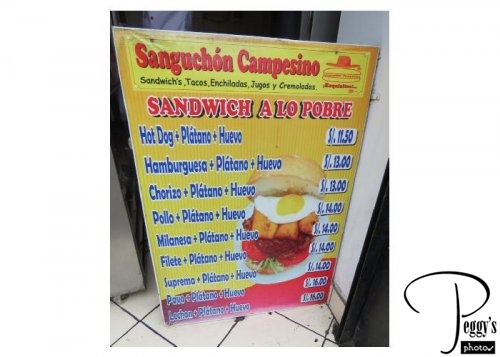 Sanguchón Campesino
Sandwich's, Tacos, Enchiladas, Jugos y Cremoladas.
¡Exquisitos!...
SANDWICH A LO POBRE
Hot Dog + Plátano + Huevo S/. 11.50
Hamburguesa + Plátano + Huevo S/. 13.00
Chorizo + Plátano + Huevo S/. 13.00
Pollo + Plátano + Huevo S/. 14.00
Milanesa + Plátano + Huevo S/. 14.00
Filete + Plátano + Huevo S/. 14.00
Suprema + Plátano + Huevo S/. 14.00
Pavo + Plátano + Huevo S/. 16.00
Lechon + Plátano + Huevo S/. 16.00
Peggy's
photos